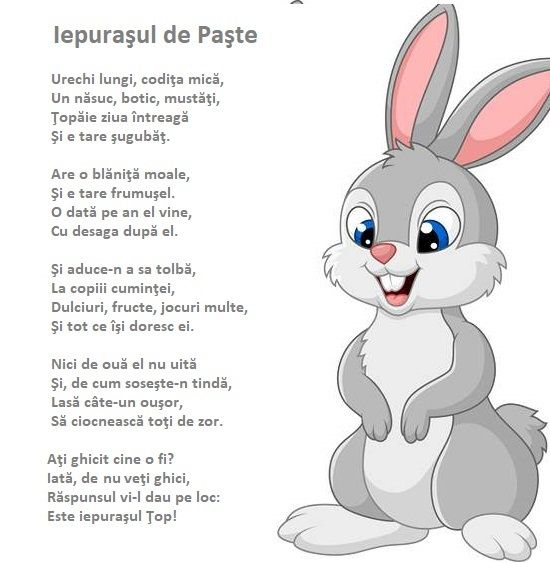 Iepuraşul de Paşte
Urechi lungi, codiţa mică,
Un năsuc, botic, mustăţi,
Ţopăie ziua întreagă
Şi e tare şugubăţ.
Are o blăniţă moale,
Şi e tare frumuşel.
O dată pe an el vine,
Cu desaga după el.
Şi aduce-n a sa tolbă,
La copiii cuminţei,
Dulciuri, fructe, jocuri multe,
Şi tot ce îşi doresc ei.
Nici de ouă el nu uită
Şi, de cum soseşte-n tindă,
Lasă câte-un ouşor,
Să ciocnească toţi de zor.
Aţi ghicit cine o fi?
Iată, de nu veţi ghici,
Răspunsul vi-l dau pe loc:
Este iepuraşul Ţop!